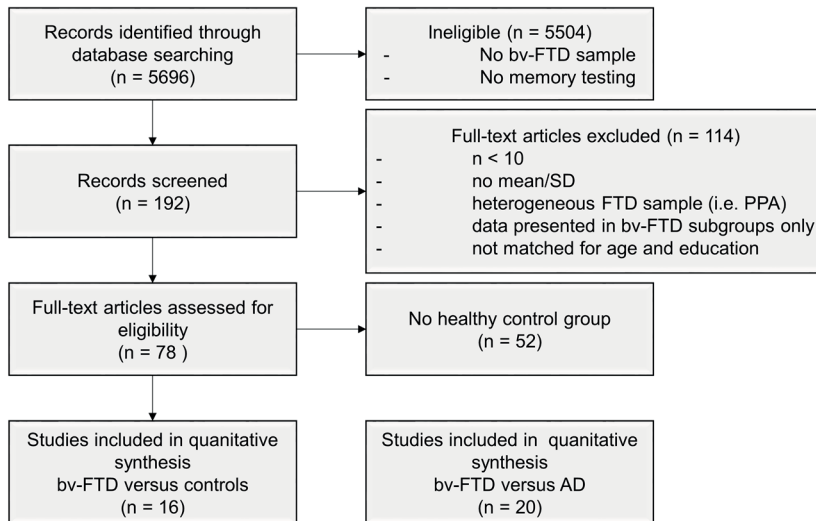 Records identified through
database searching
(n = 5696)
Ineligible (n = 5504)
- No bv-FTD sample
- No memory testing
Records screened
(n = 192)
Full-text articles excluded (n = 114)
- n < 10
- no mean/SD
- heterogeneous FTD sample (i.e. PPA)
- data presented in bv-FTD subgroups only
- not matched for age and education
Full-text articles assessed for
eligibility
(n = 78 )
No healthy control group
(n = 52)
Studies included in quanitative
synthesis
bv-FTD versus controls
(n = 16)
Studies included in quantitative
synthesis
bv-FTD versus AD
(n = 20)